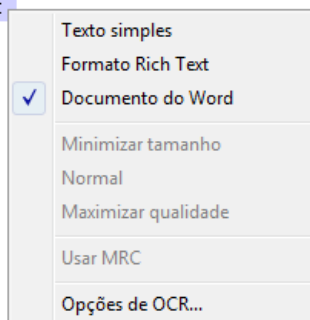 Texto simples
Formato Rich Text
Documento do Word
Minimizar tamanho
Normal
Maximizar qualidade
Usar MRC
Opções de OCR...